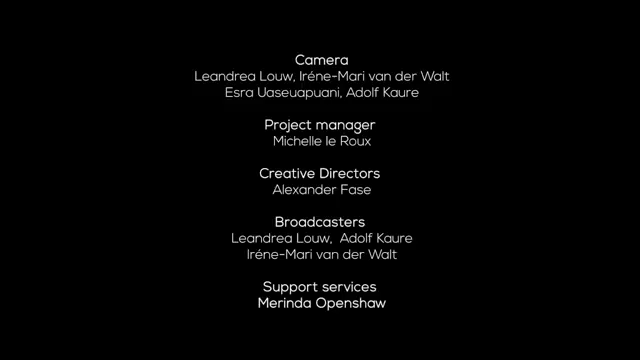 Camera
Leandrea Louw, Iréne-Mari van der Walt
Esra Uaseuapuani, Adolf Kaure
Project manager
Michelle le Roux
Creative Directors
Alexander Fase
Broadcasters
Leandrea Louw,  Adolf Kaure
Iréne-Mari van der Walt
Support services
Merinda Openshaw